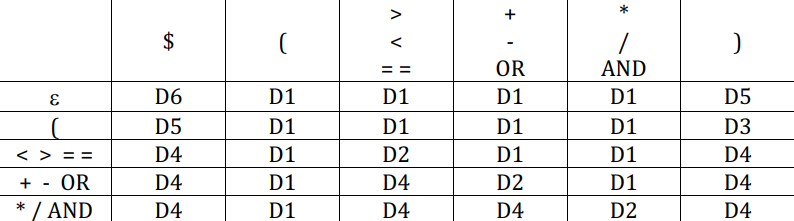 > + *
$ ( < - / )
== OR AND
ε D6 D1 D1 D1 D1 D5
( D5 D1 D1 D1 D1 D3
< > == D4 D1 D2 D1 D1 D4
+ - OR D4 D1 D4 D2 D1 D4
* / AND D4 D1 D4 D4 D2 D4